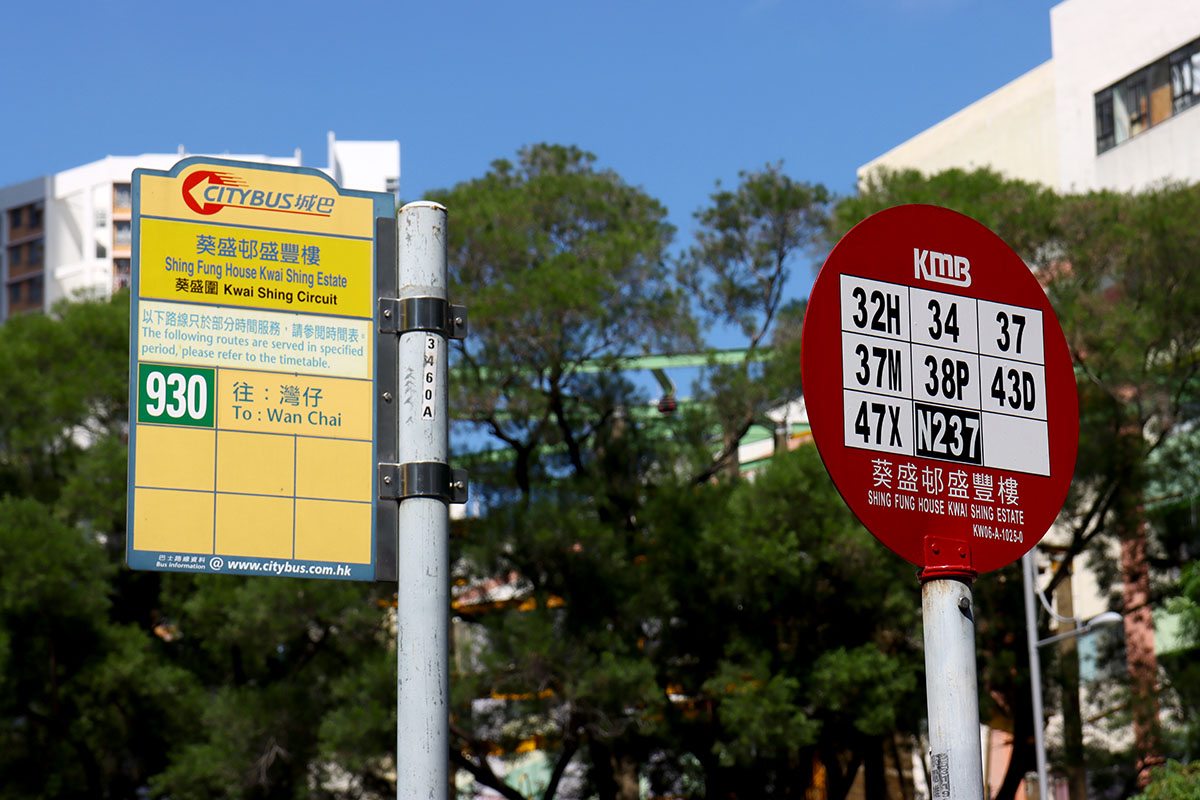 CITYBUS城巴
葵盛邨盛豐樓
Shing Fung House Kwai Shing Estate
葵盛圍 Kwai Shing Circuit
以下路線只於部分時間服務，請參閱時間表。
The following routes are served in specified
period, please refer to the timetable.
930
往：灣仔
To : Wan Chai
巴士路線資料
Bus Information @ www.citybus.com.hk
3460A
KMB
32H 34 37
37M 38P 43D
47X N237
葵盛邨盛豐樓
SHING FUNG HOUSE KWAI SHING ESTATE
KW06-A-1025-0